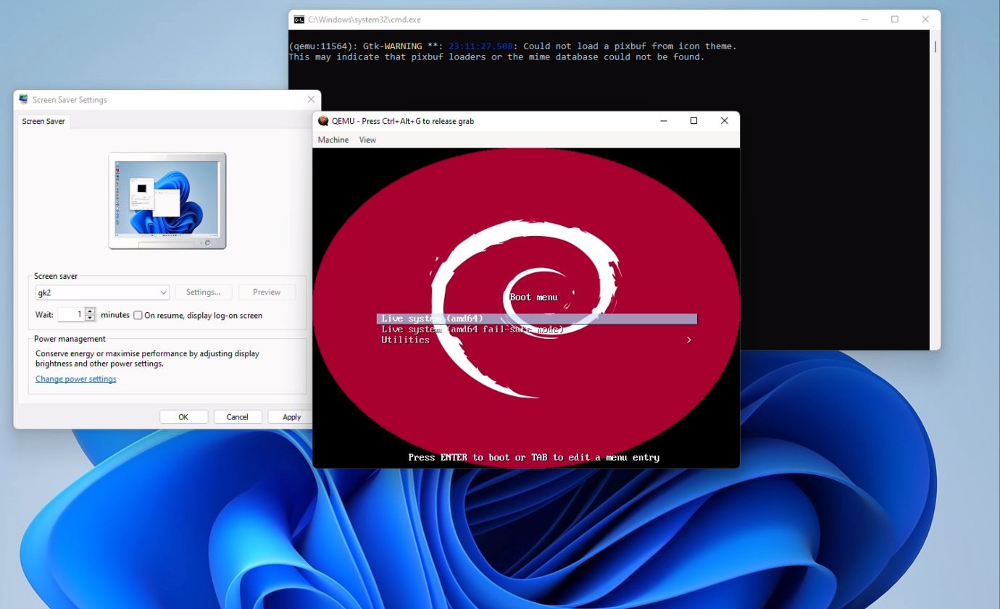 C:\Windows\system32\cmd.exe
(qemu:11564): Gtk-WARNING **: 23:11:27.508: Could not load a pixbuf from icon theme.
This may indicate that pixbuf loaders or the mime database could not be found.
Screen Saver Settings
Screen Saver
Screen saver
gk2
Settings...
Preview
Wait: 1 minutes On resume, display log-on screen
Power management
Conserve energy or maximise performance by adjusting display
brightness and other power settings.
Change power settings
OK
Cancel
Apply
QEMU - Press Ctrl+Alt+G to release grab
Machine View
Boot menu
Live system (amd64)
Live system (amd64 fail-safe mode)
Utilities >
Press ENTER to boot or TAB to edit a menu entry